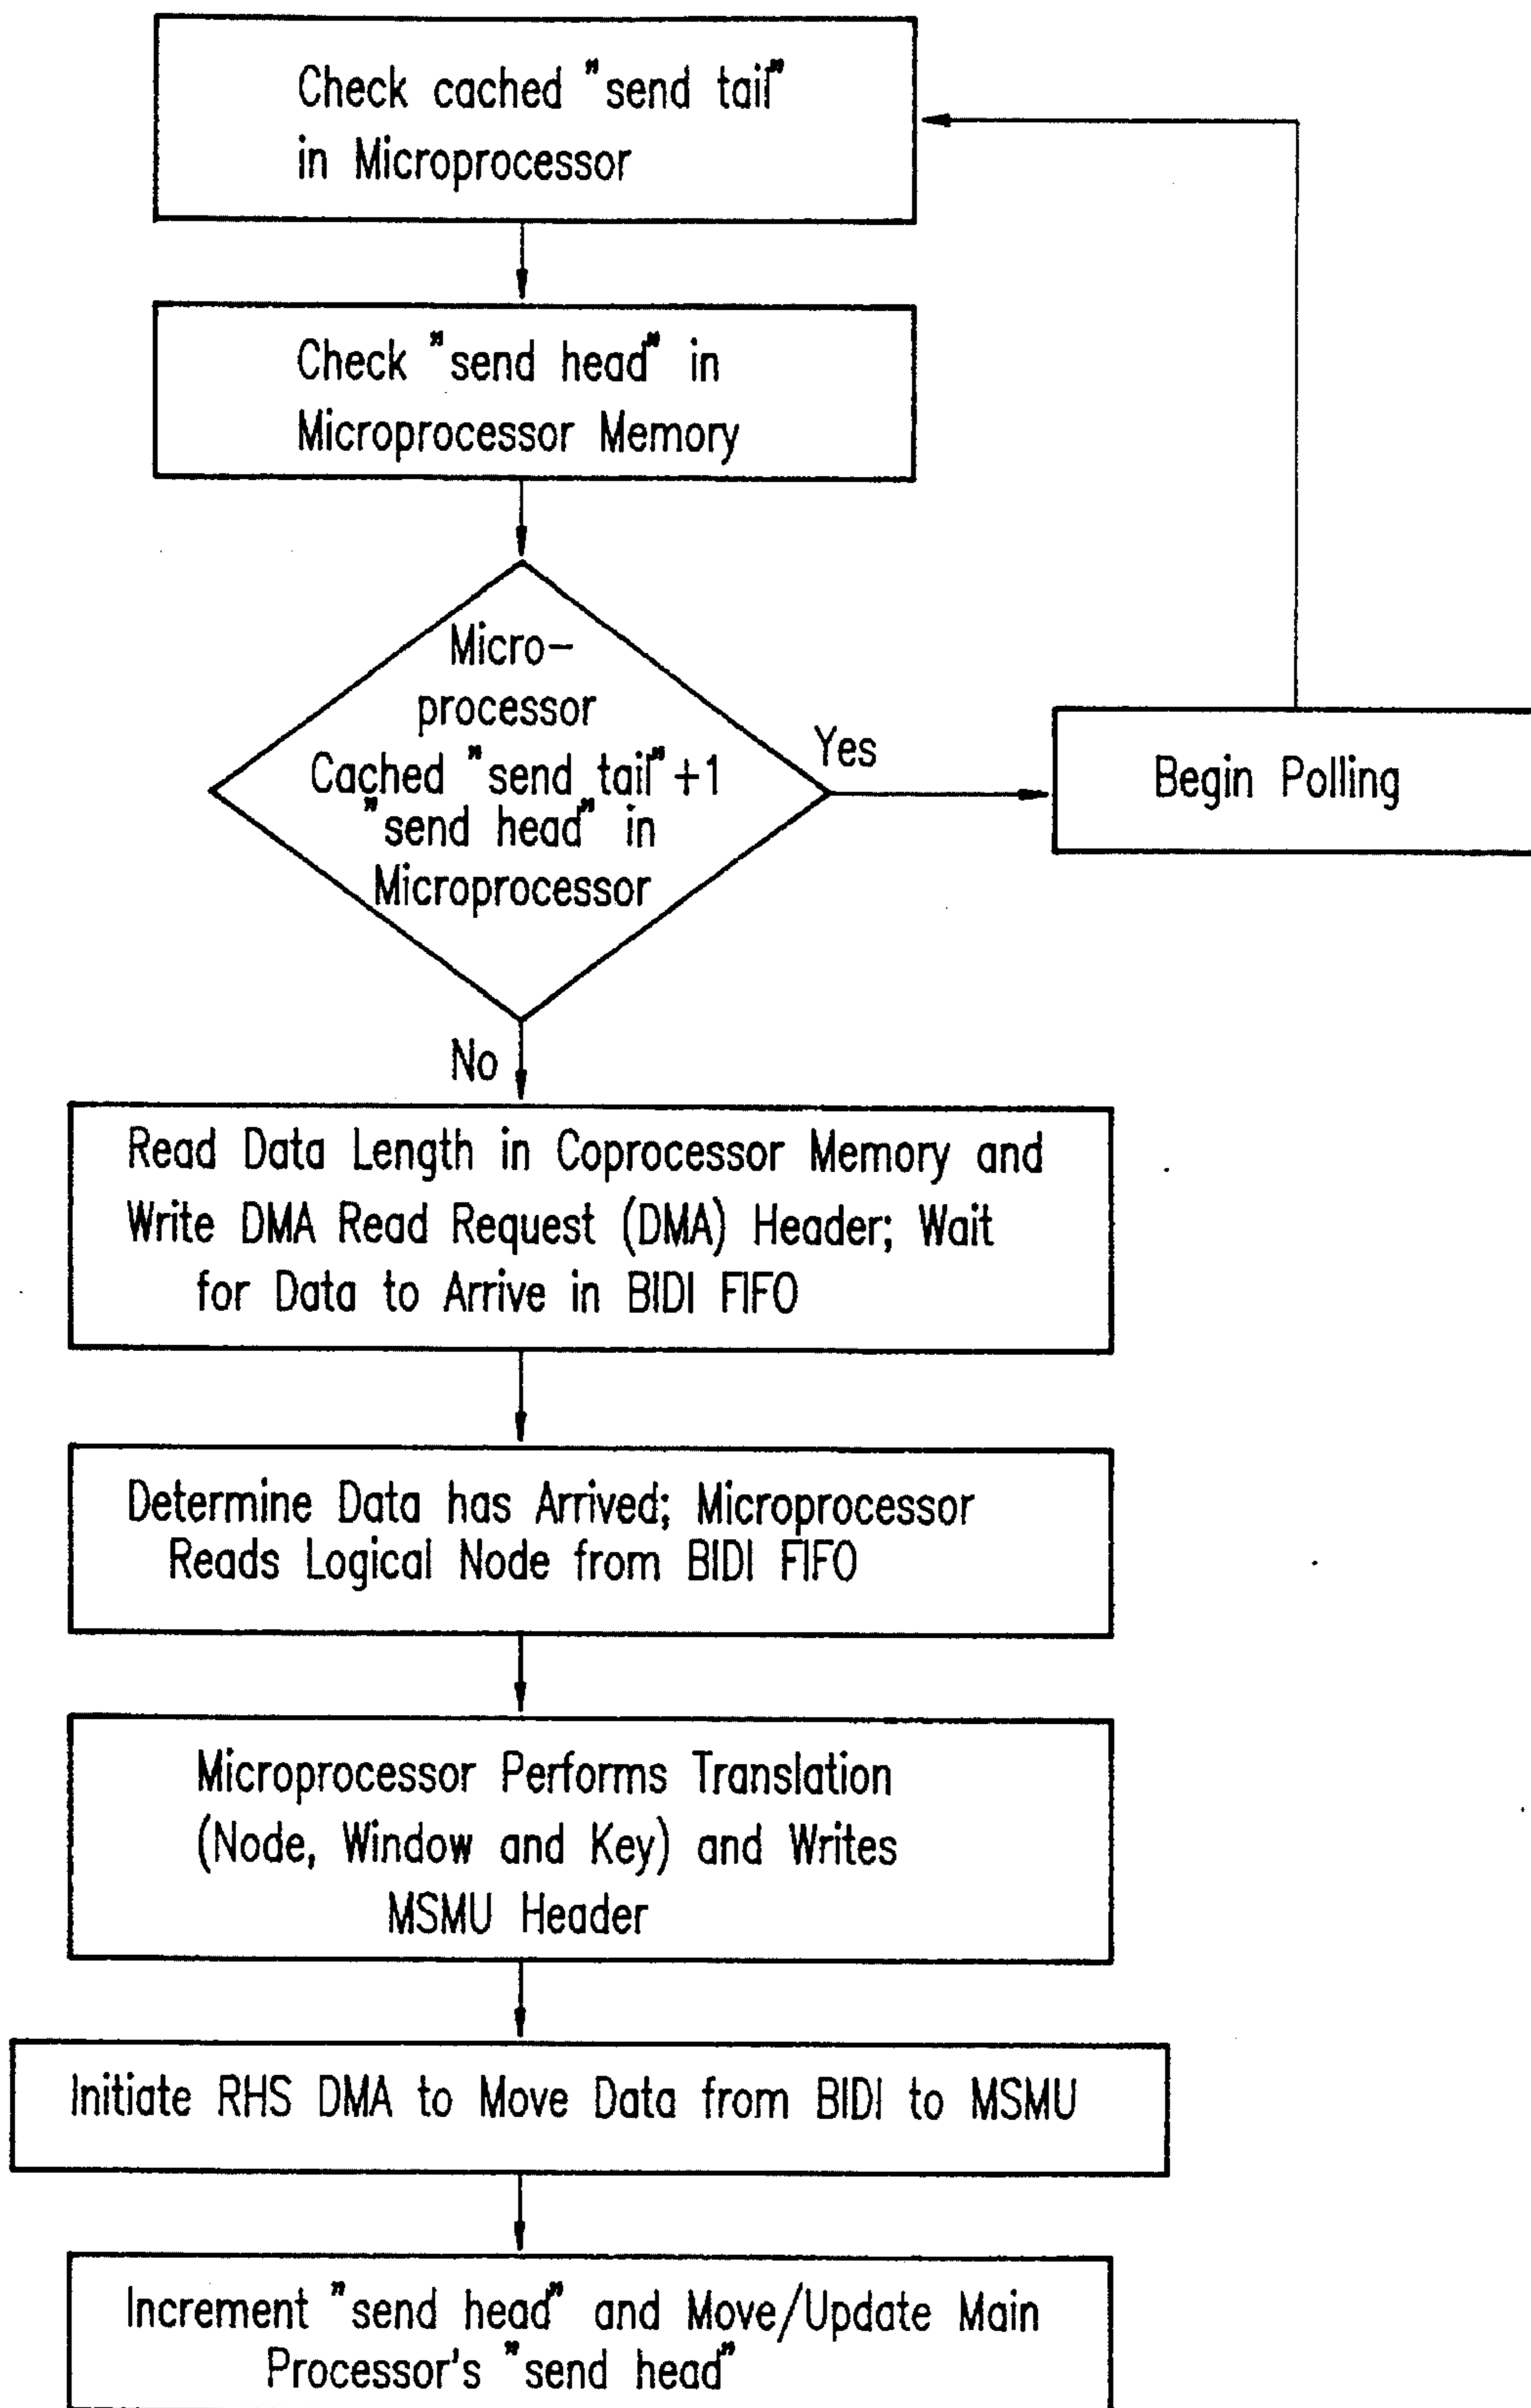 Check cached "send tail"
in Microprocessor
Check "send head" in
Microprocessor Memory
Micro-
processor
Cached "send tail"+1
"send head" in
Microprocessor
Yes
Begin Polling
No
Read Data Length in Coprocessor Memory and
Write DMA Read Request (DMA) Header; Wait
for Data to Arrive in BIDI FIFO
Determine Data has Arrived; Microprocessor
Reads Logical Node from BIDI FIFO
Microprocessor Performs Translation
(Node, Window and Key) and Writes
MSMU Header
Initiate RHS DMA to Move Data from BIDI to MSMU
Increment "send head" and Move/Update Main
Processor's "send head"